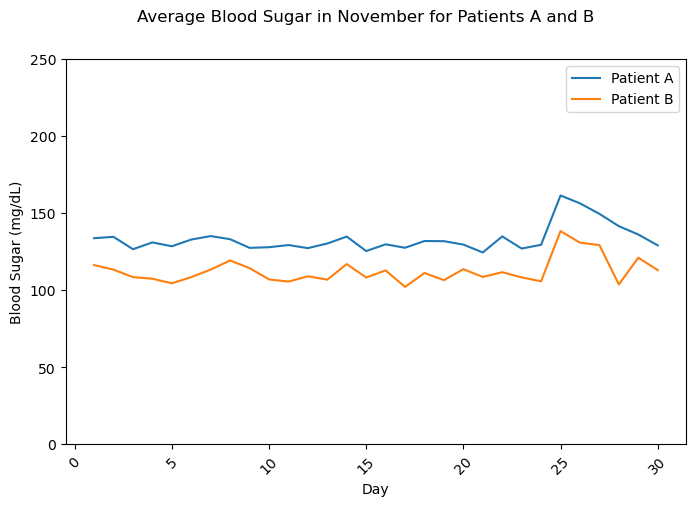 Average Blood Sugar in November for Patients A and B
250
200
150
100
50
0
Blood Sugar (mg/dL)
Patient A
Patient B
0
5
10
15
20
25
30
Day